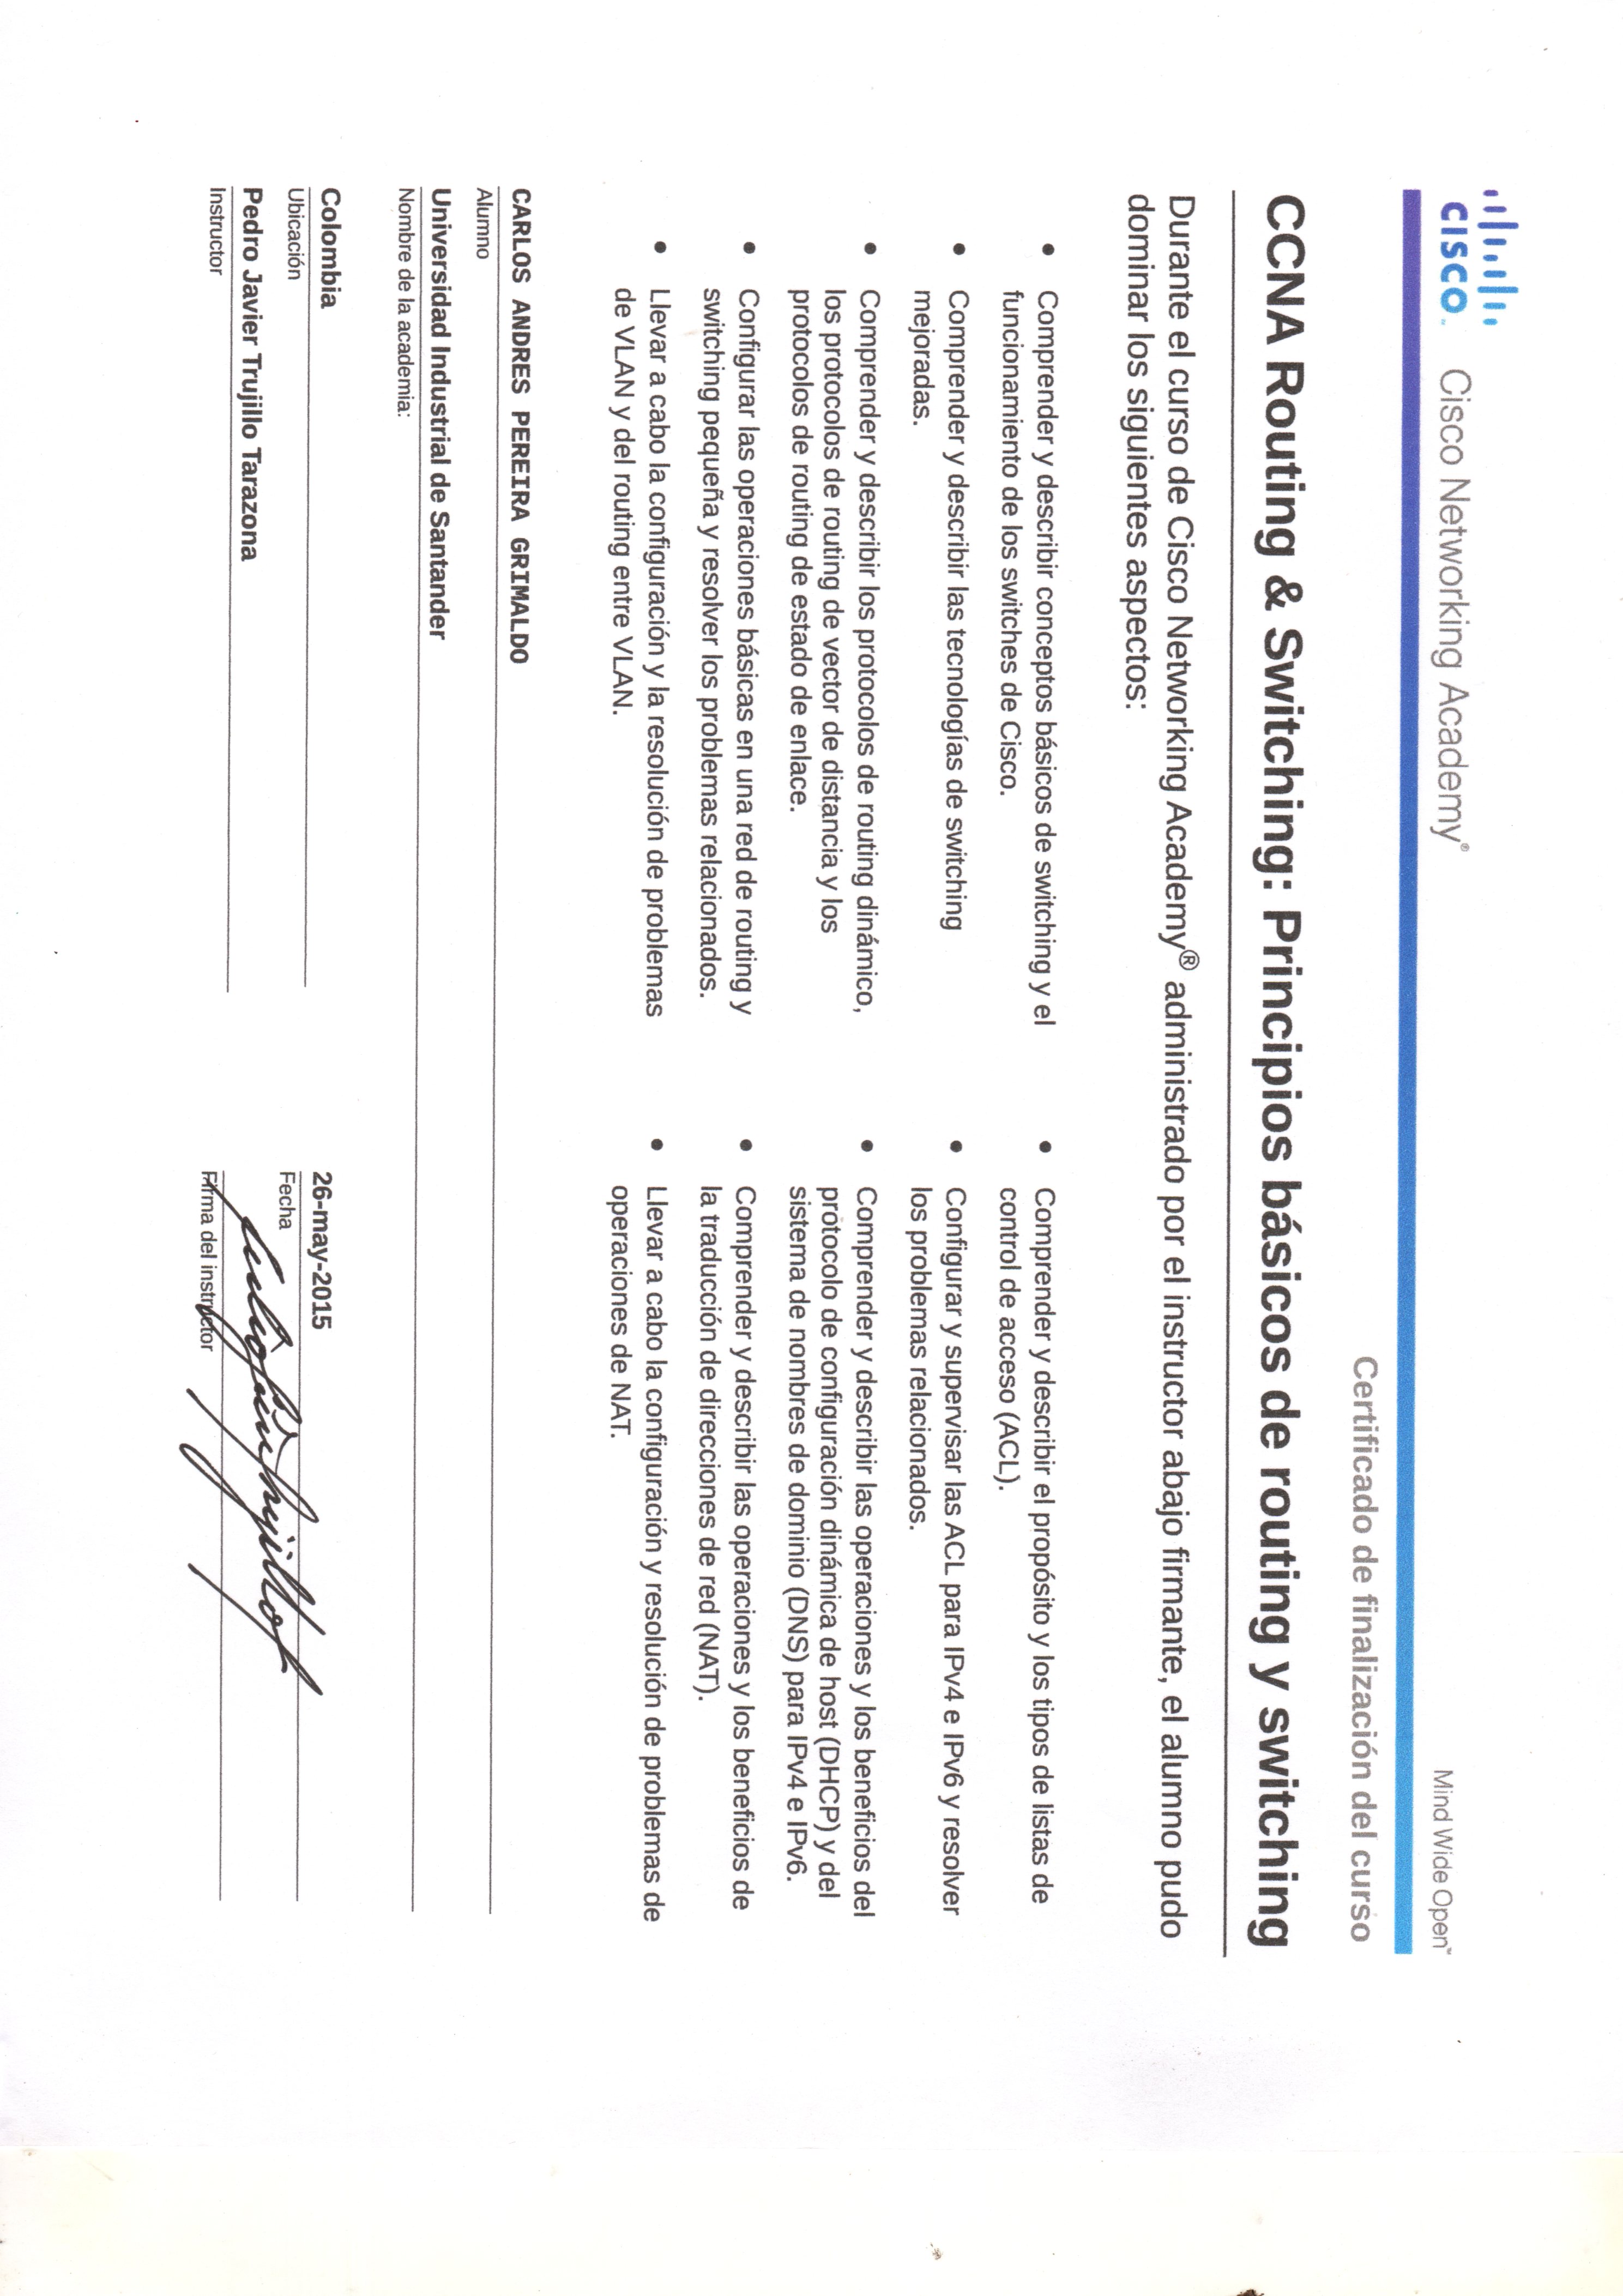 CISCO
Cisco Networking Academy®
Mind Wide Open™
Certificado de finalización del curso
CCNA Routing & Switching: Principios básicos de routing y switching
Durante el curso de Cisco Networking Academy® administrado por el instructor abajo firmante, el alumno pudo
dominar los siguientes aspectos:
• Comprender y describir conceptos básicos de switching y el
funcionamiento de los switches de Cisco.
• Comprender y describir las tecnologías de switching
mejoradas.
• Comprender y describir los protocolos de routing dinámico,
los protocolos de routing de vector de distancia y los
protocolos de routing de estado de enlace.
• Configurar las operaciones básicas en una red de routing y
switching pequeña y resolver los problemas relacionados.
• Llevar a cabo la configuración y la resolución de problemas
de VLAN y del routing entre VLAN.
• Comprender y describir el propósito y los tipos de listas de
control de acceso (ACL).
• Configurar y supervisar las ACL para IPv4 e IPv6 y resolver
los problemas relacionados.
• Comprender y describir las operaciones y los beneficios del
protocolo de configuración dinámica de host (DHCP) y del
sistema de nombres de dominio (DNS) para IPv4 e IPv6.
• Comprender y describir las operaciones y los beneficios de
la traducción de direcciones de red (NAT).
• Llevar a cabo la configuración y resolución de problemas de
operaciones de NAT.
CARLOS ANDRES PEREIRA GRIMALDO
Alumno
Universidad Industrial de Santander
Nombre de la academia:
Colombia
Ubicación
Pedro Javier Trujillo Tarazona
Instructor
26-may-2015
Fecha
Firma del instructor